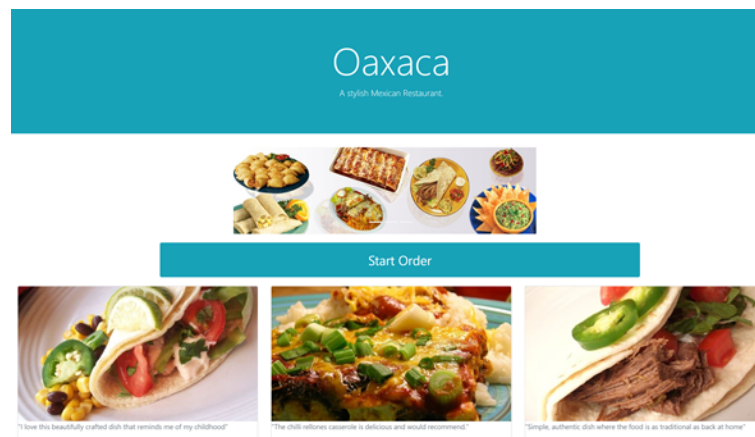 Oaxaca
A stylish Mexican Restaurant.
Start Order
"I love this beautifully crafted dish that reminds me of my childhood"
"The chilli rellones casserole is delicious and would recommend."
"Simple, authentic dish where the food is as traditional as back at home"